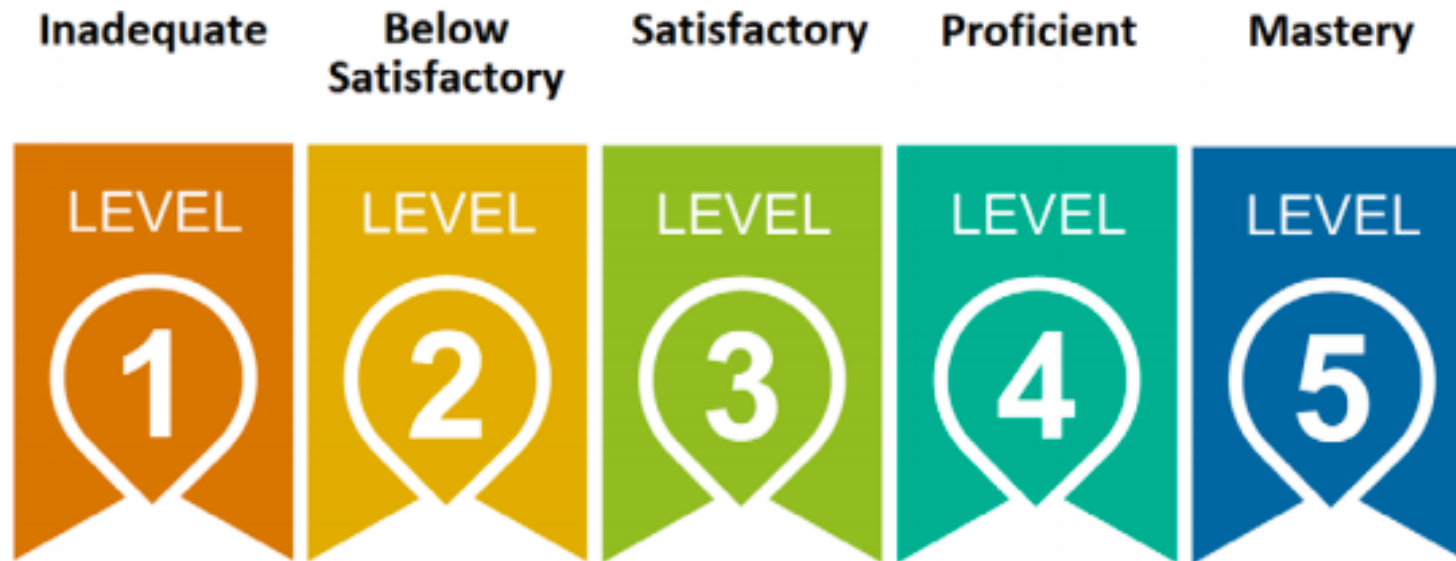 Inadequate
Below
Satisfactory
Satisfactory
Proficient
Mastery
LEVEL
1
LEVEL
2
LEVEL
3
LEVEL
4
LEVEL
5